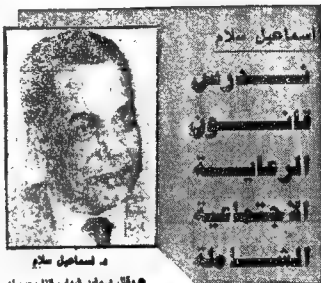 اسماعيل سلام
ندرس
قانون
الرعاية
الاجتماعية
الشاملة
د. اسماعيل سلام